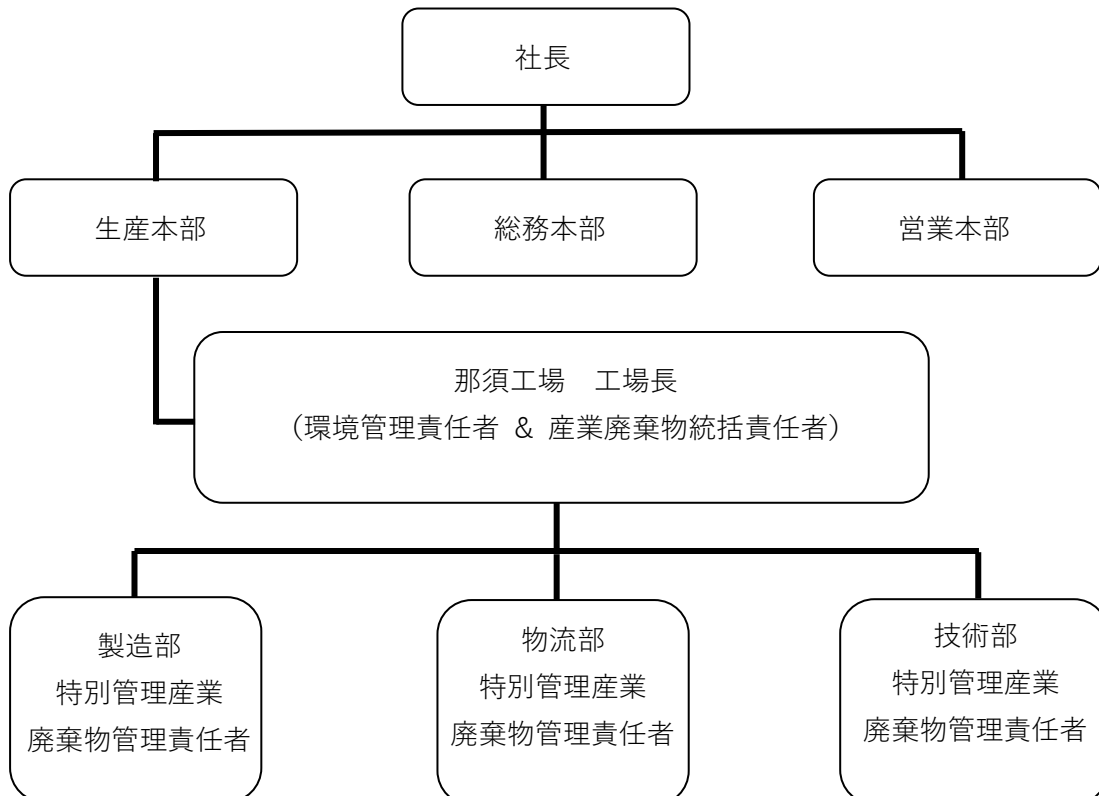 社長
生産本部
総務本部
営業本部
那須工場　工場長
（環境管理責任者 & 産業廃棄物統括責任者）
製造部
特別管理産業
廃棄物管理責任者
物流部
特別管理産業
廃棄物管理責任者
技術部
特別管理産業
廃棄物管理責任者